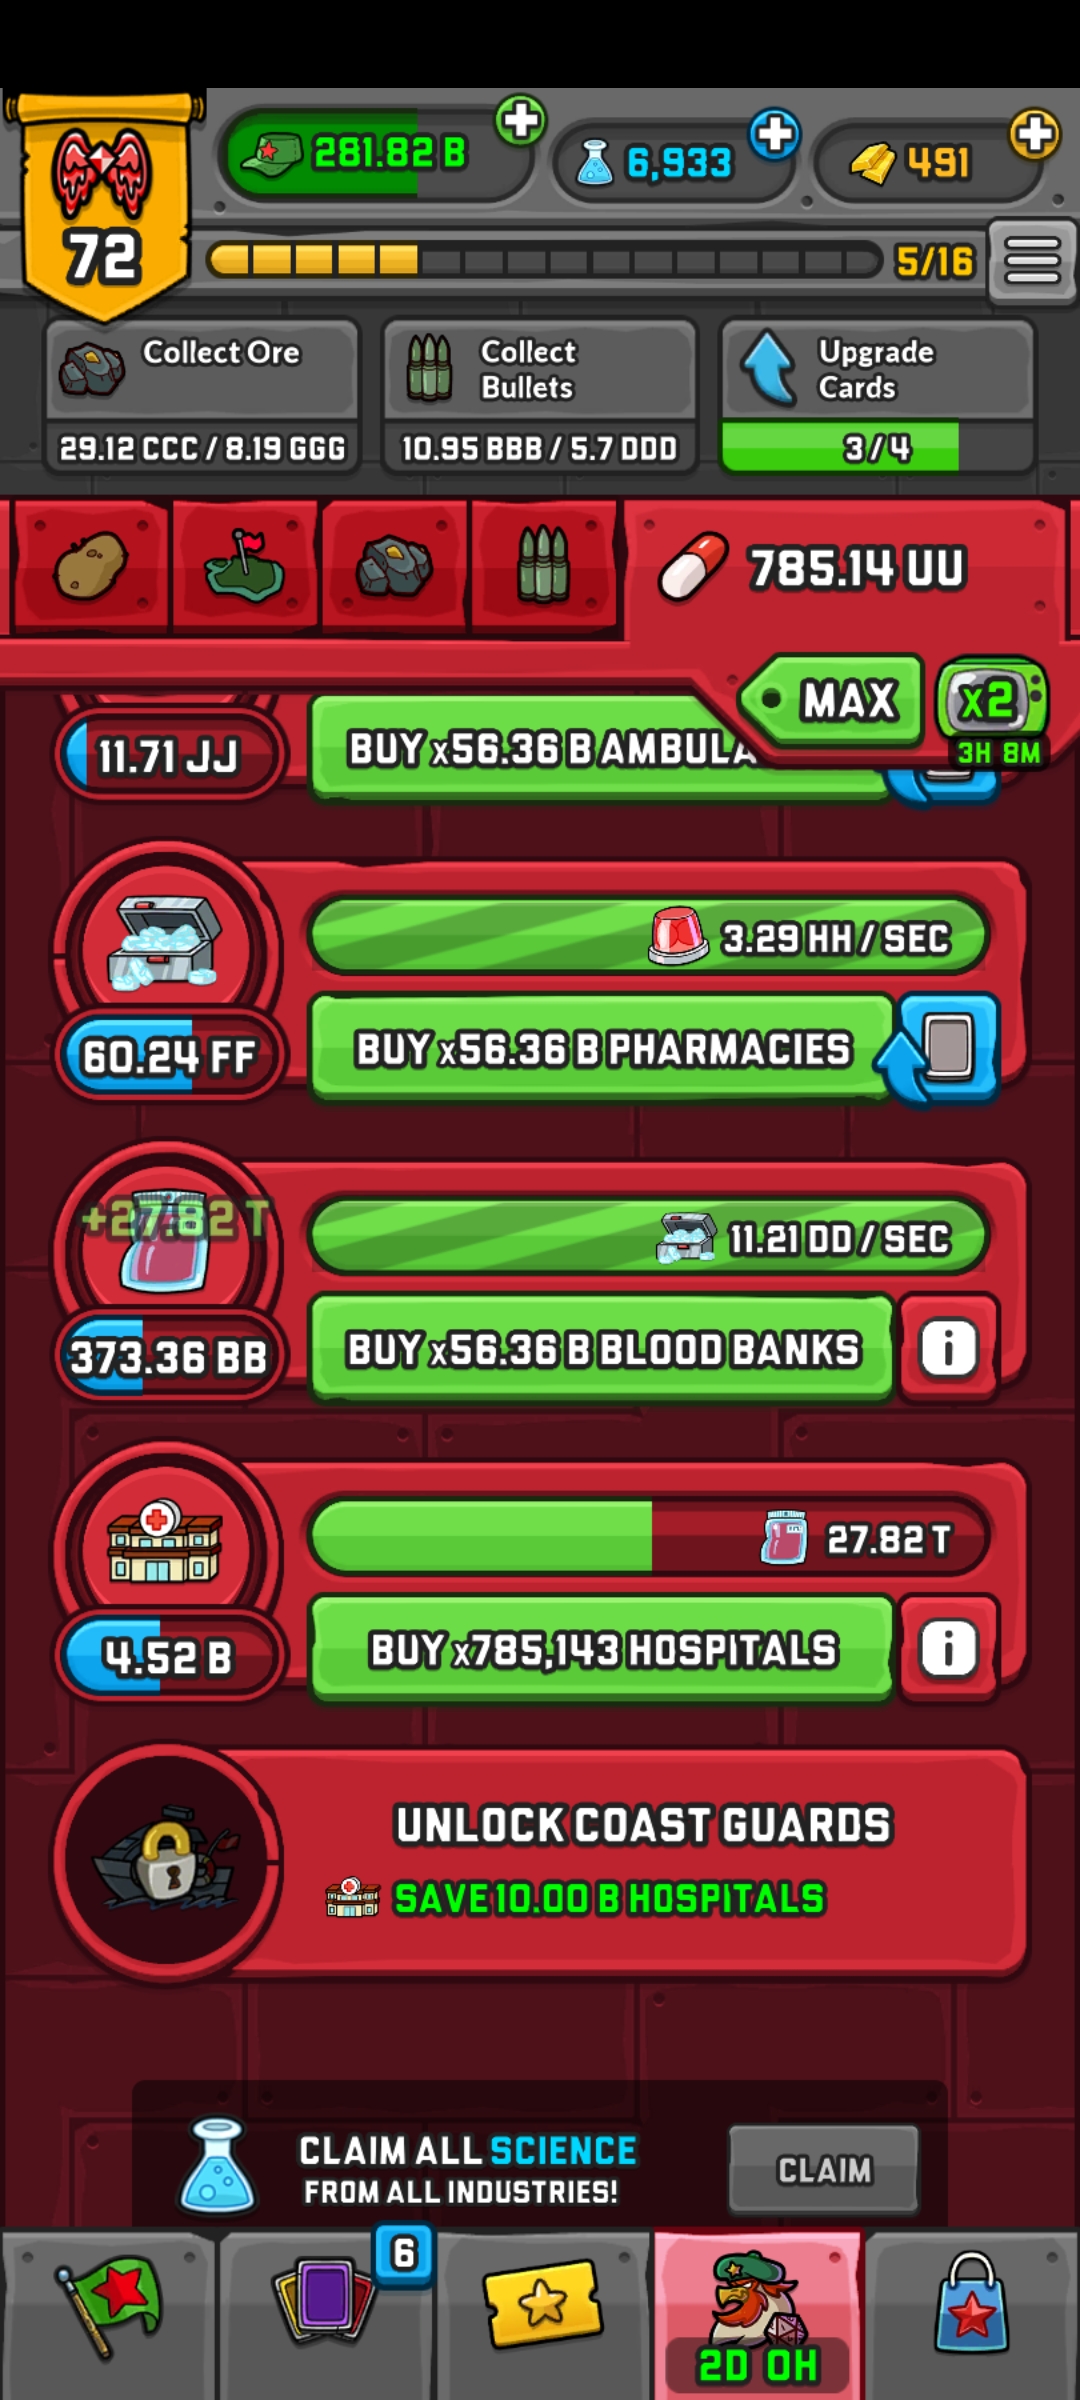 281.82 B
6,933
491
72
5/16
Collect Ore
29.12 CCC / 8.19 GGG
Collect
Bullets
10.95 BBB / 5.7 DDD
Upgrade
Cards
3/4
785.14 UU
MAX
x2
3H 8M
11.71 JJ
BUY x56.36 B AMBULA
3.29 HH / SEC
60.24 FF
BUY x56.36 B PHARMACIES
+27.82 T
11.21 DD / SEC
373.36 BB
BUY x56.36 B BLOOD BANKS
i
27.82 T
4.52 B
BUY x785,143 HOSPITALS
i
UNLOCK COAST GUARDS
SAVE 10.00 B HOSPITALS
CLAIM ALL SCIENCE
FROM ALL INDUSTRIES!
CLAIM
6
2D 0H